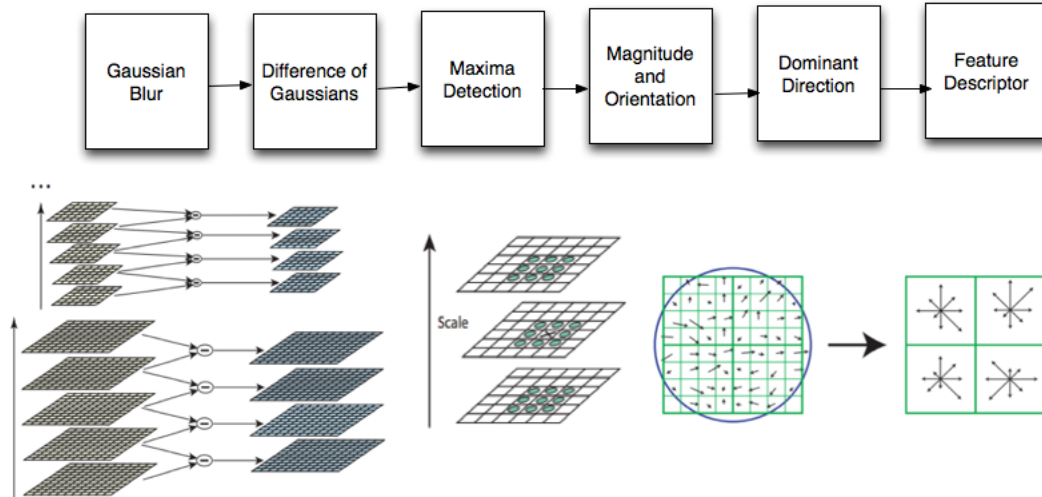 Gaussian
Blur
Difference of
Gaussians
Maxima
Detection
Magnitude
and
Orientation
Dominant
Direction
Feature
Descriptor
...
Scale